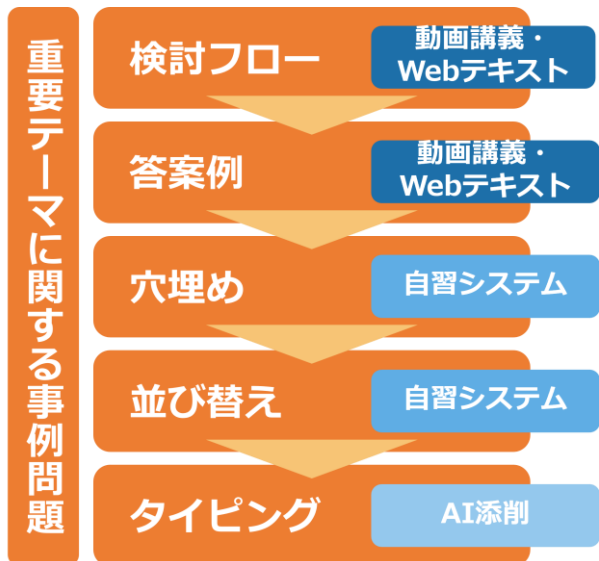 重要テーマに関する事例問題
検討フロー
動画講義・
Webテキスト
答案例
動画講義・
Webテキスト
穴埋め
自習システム
並び替え
自習システム
タイピング
AI添削